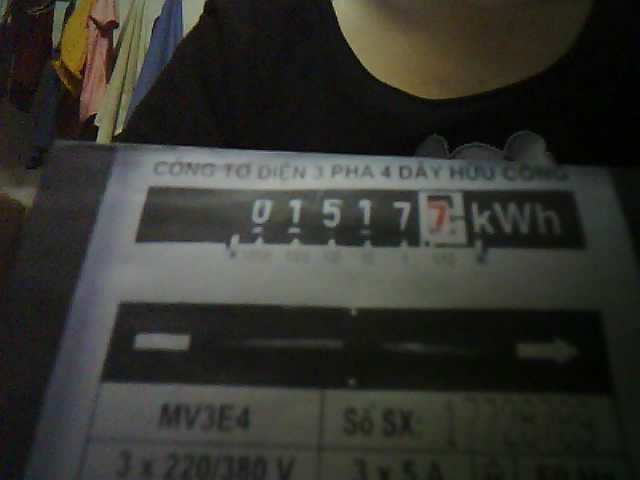 CÔNG TƠ ĐIỆN 3 PHA 4 DÂY HỮU CÔNG
015177 kWh
MV3E4 Số SX:
3 x 220/380 V 3 x 5 A